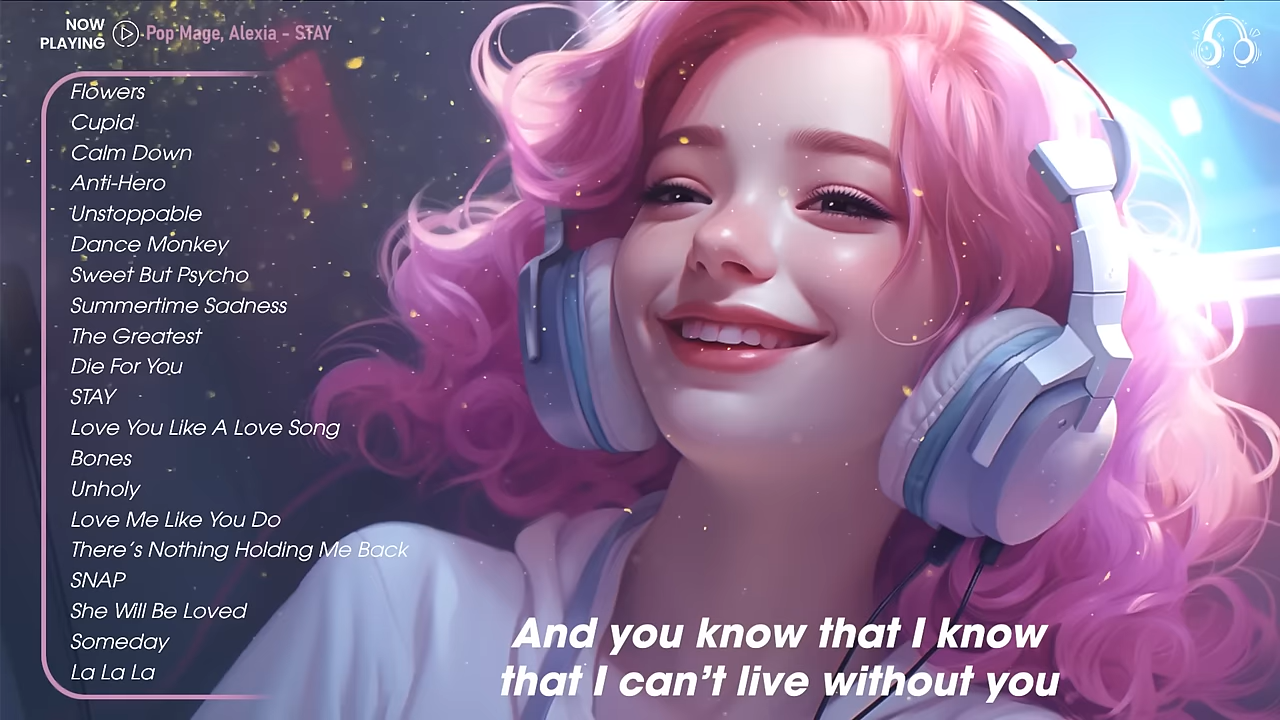 NOW
PLAYING
Pop Mage, Alexia - STAY
Flowers
Cupid
Calm Down
Anti-Hero
Unstoppable
Dance Monkey
Sweet But Psycho
Summertime Sadness
The Greatest
Die For You
STAY
Love You Like A Love Song
Bones
Unholy
Love Me Like You Do
There´s Nothing Holding Me Back
SNAP
She Will Be Loved
Someday
La La La
And you know that I know
that I can’t live without you